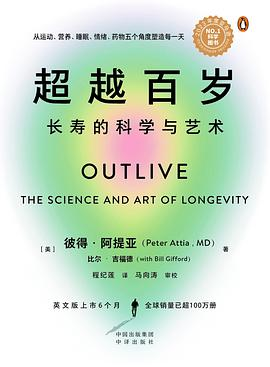 从运动、营养、睡眠、情绪、药物五个角度塑造每一天
NO.1
科学
图书
超越百岁
长寿的科学与艺术
OUTLIVE
THE SCIENCE AND ART OF LONGEVITY
[美] 彼得·阿提亚 (Peter Attia, MD) 著
比尔·吉福德 (with Bill Gifford)
程纪莲 译 马向涛 审校
英文版上市6个月 全球销量已超100万册
中国出版集团
中译出版社